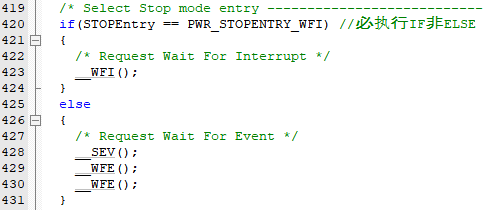 419 /* Select Stop mode entry --------------------------------
420 if(STOPEntry == PWR_STOPENTRY_WFI) //必执行IF非ELSE
421 {
422 /* Request Wait For Interrupt */
423 __WFI();
424 }
425 else
426 {
427 /* Request Wait For Event */
428 __SEV();
429 __WFE();
430 __WFE();
431 }